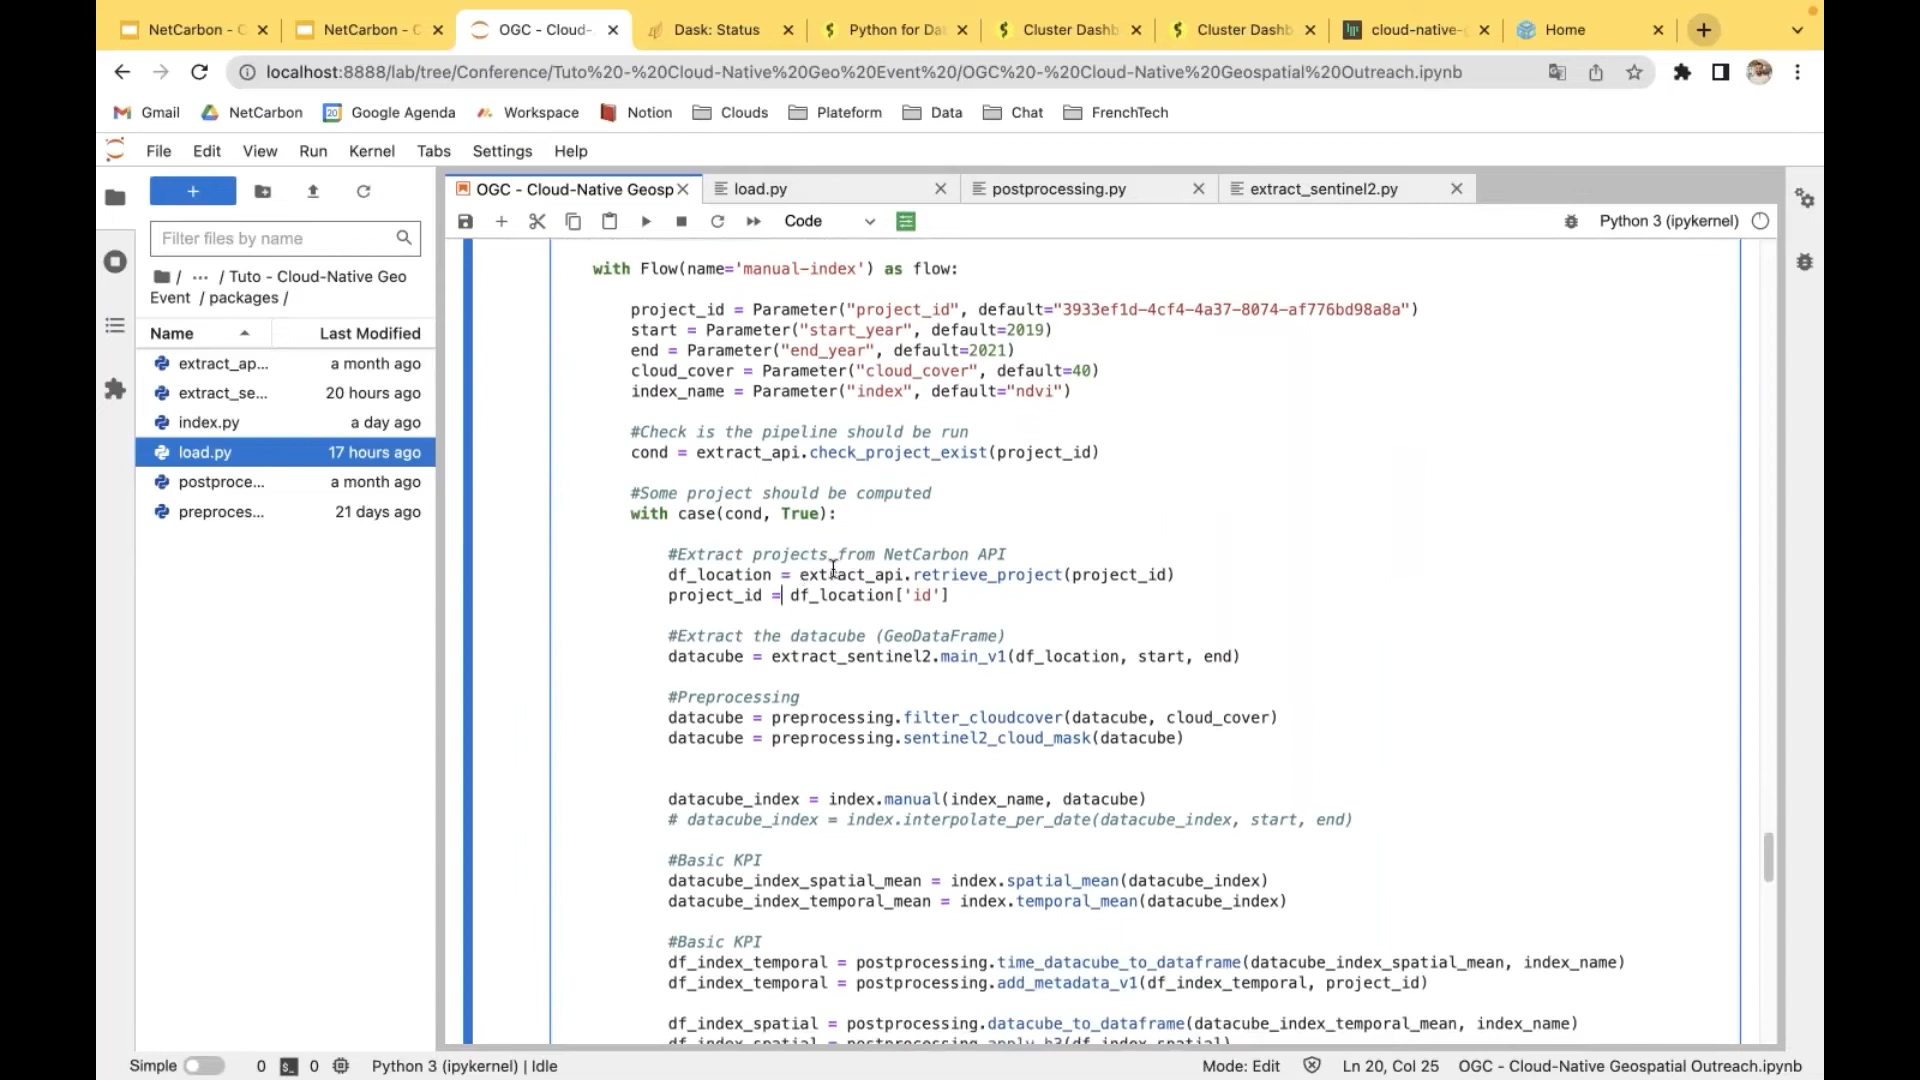 NetCarbon - C
NetCarbon - C
OGC - Cloud-
Dask: Status
Python for Da
Cluster Dashb
Cluster Dashb
cloud-native-
Home
localhost:8888/lab/tree/Conference/Tuto%20-%20Cloud-Native%20Geo%20Event%20/OGC%20-%20Cloud-Native%20Geospatial%20Outreach.ipynb
Gmail
NetCarbon
Google Agenda
Workspace
Notion
Clouds
Plateform
Data
Chat
FrenchTech
File Edit View Run Kernel Tabs Settings Help
OGC - Cloud-Native Geosp
load.py
postprocessing.py
extract_sentinel2.py
Code
Python 3 (ipykernel)
Filter files by name
/ ... / Tuto - Cloud-Native Geo
Event / packages /
Name Last Modified
extract_ap... a month ago
extract_se... 20 hours ago
index.py a day ago
load.py 17 hours ago
postproce... a month ago
preproces... 21 days ago
with Flow(name='manual-index') as flow:
project_id = Parameter("project_id", default="3933ef1d-4cf4-4a37-8074-af776bd98a8a")
start = Parameter("start_year", default=2019)
end = Parameter("end_year", default=2021)
cloud_cover = Parameter("cloud_cover", default=40)
index_name = Parameter("index", default="ndvi")
#Check is the pipeline should be run
cond = extract_api.check_project_exist(project_id)
#Some project should be computed
with case(cond, True):
#Extract projects from NetCarbon API
df_location = extract_api.retrieve_project(project_id)
project_id = df_location['id']
#Extract the datacube (GeoDataFrame)
datacube = extract_sentinel2.main_v1(df_location, start, end)
#Preprocessing
datacube = preprocessing.filter_cloudcover(datacube, cloud_cover)
datacube = preprocessing.sentinel2_cloud_mask(datacube)
datacube_index = index.manual(index_name, datacube)
# datacube_index = index.interpolate_per_date(datacube_index, start, end)
#Basic KPI
datacube_index_spatial_mean = index.spatial_mean(datacube_index)
datacube_index_temporal_mean = index.temporal_mean(datacube_index)
#Basic KPI
df_index_temporal = postprocessing.time_datacube_to_dataframe(datacube_index_spatial_mean, index_name)
df_index_temporal = postprocessing.add_metadata_v1(df_index_temporal, project_id)
df_index_spatial = postprocessing.datacube_to_dataframe(datacube_index_temporal_mean, index_name)
df_index_spatial = postprocessing.apply_h3(df_index_spatial)
Simple 0 0 Python 3 (ipykernel) | Idle Mode: Edit Ln 20, Col 25 OGC - Cloud-Native Geospatial Outreach.ipynb